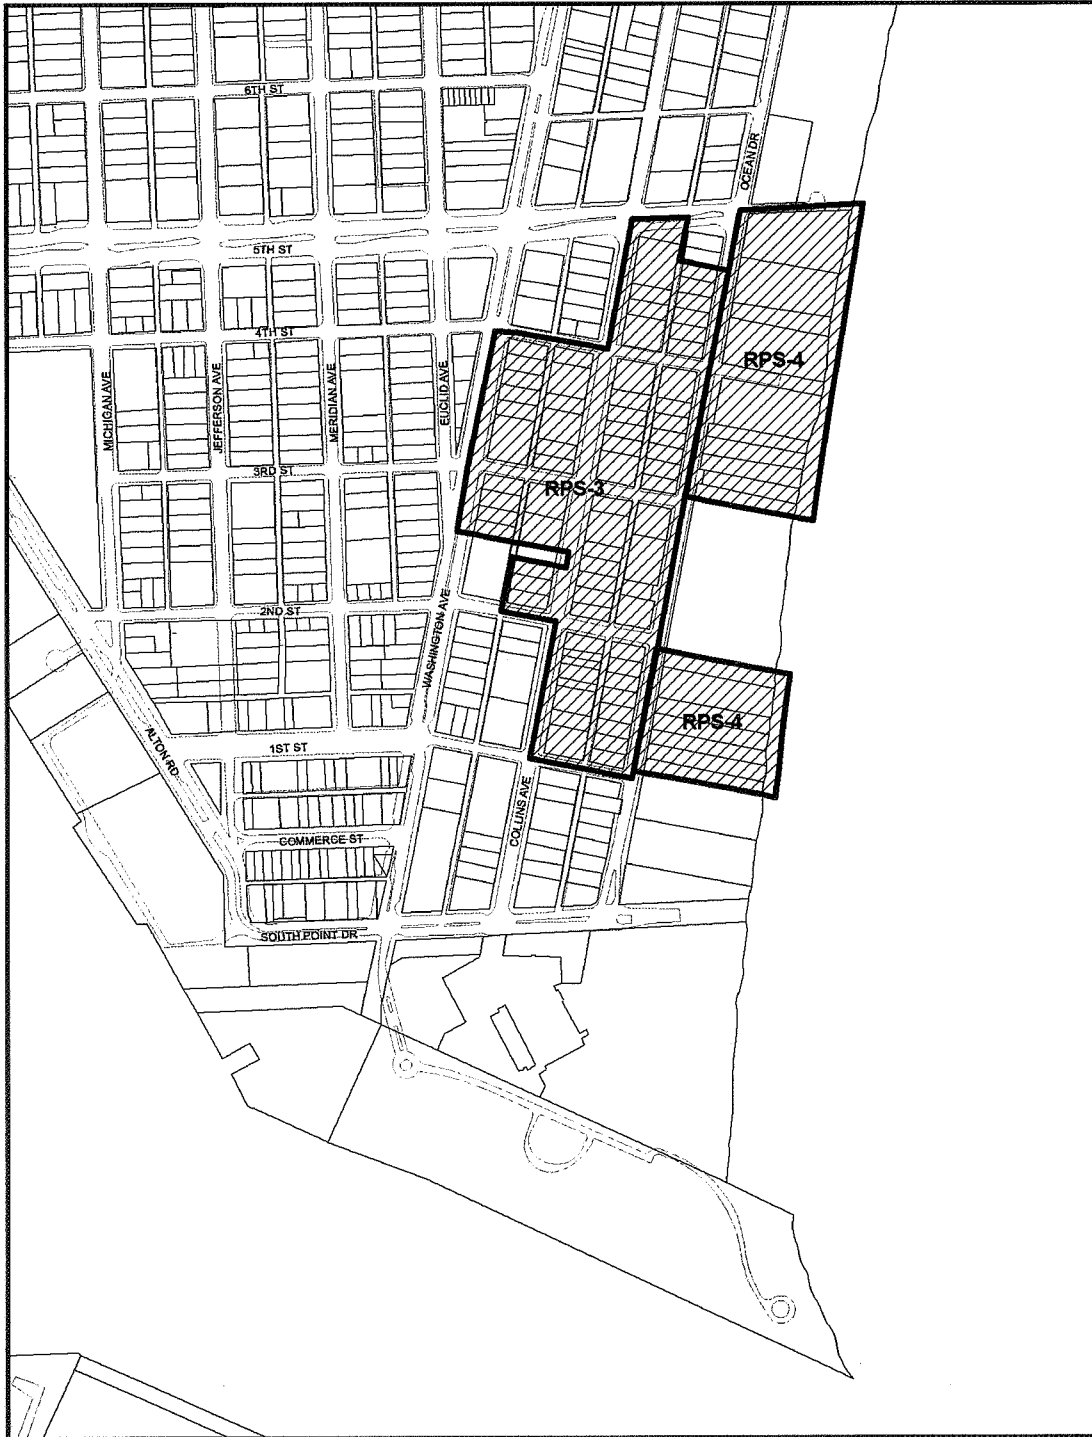 6TH ST
OCEAN DR
5TH ST
4TH ST
RPS-4
MICHIGAN AVE
JEFFERSON AVE
MERIDIAN AVE
EUCLID AVE
3RD ST
RPS-3
2ND ST
WASHINGTON AVE
RPS-4
ALTON RD
1ST ST
COLLINS AVE
COMMERCE ST
SOUTH POINT DR